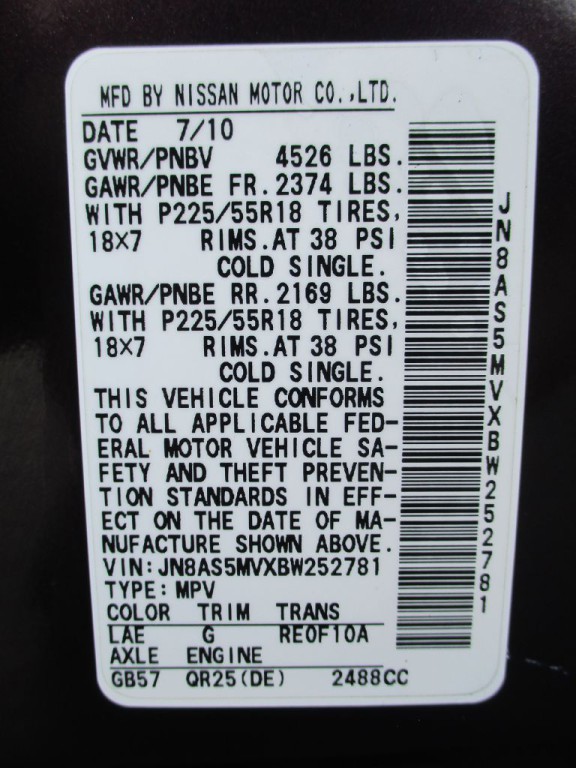 MFD BY NISSAN MOTOR CO.,LTD.
DATE 7/10
GVWR/PNBV 4526 LBS.
GAWR/PNBE FR.2374 LBS.
WITH P225/55R18 TIRES,
18X7 RIMS.AT 38 PSI
COLD SINGLE.
GAWR/PNBE RR.2169 LBS.
WITH P225/55R18 TIRES,
18X7 RIMS.AT 38 PSI
COLD SINGLE.
THIS VEHICLE CONFORMS
TO ALL APPLICABLE FED-
ERAL MOTOR VEHICLE SA-
FETY AND THEFT PREVEN-
TION STANDARDS IN EFF-
ECT ON THE DATE OF MA-
NUFACTURE SHOWN ABOVE.
VIN:JN8AS5MVXBW252781
TYPE:MPV
COLOR TRIM TRANS
LAE G RE0F10A
AXLE ENGINE
GB57 QR25(DE) 2488CC
JN8AS5MVXBW252781